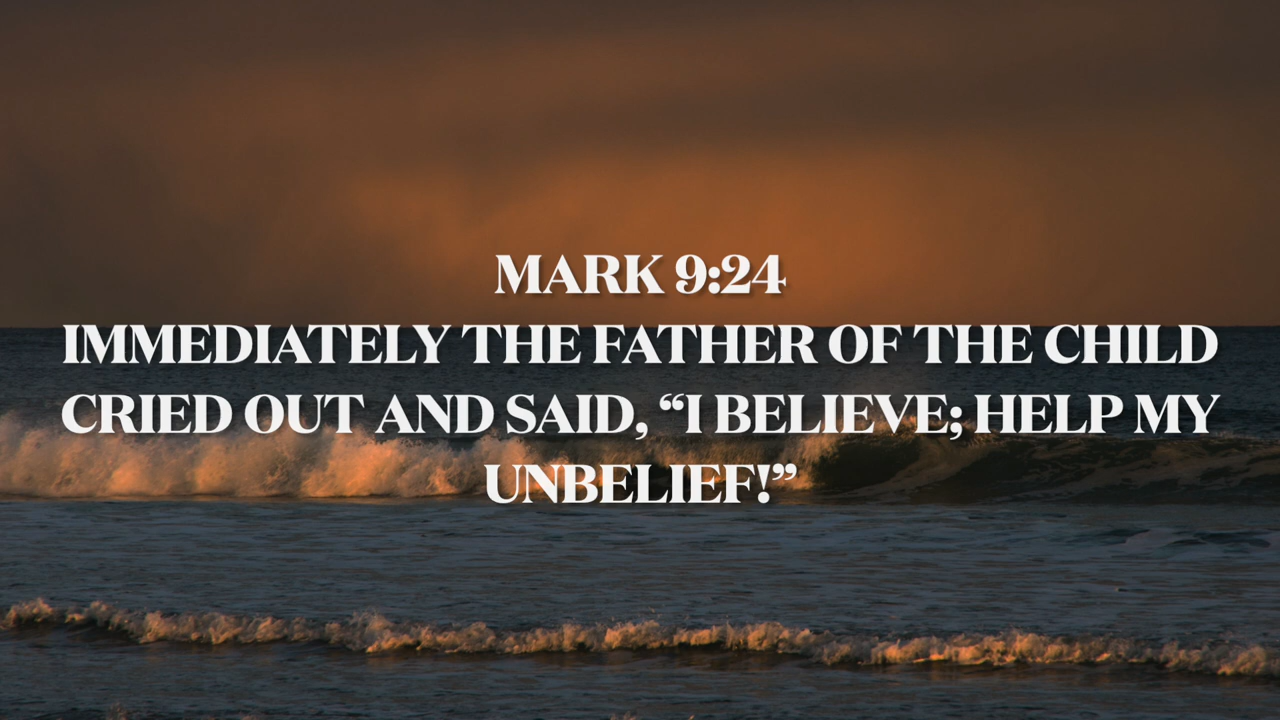 MARK 9:24
IMMEDIATELY THE FATHER OF THE CHILD
CRIED OUT AND SAID, “I BELIEVE; HELP MY
UNBELIEF!”